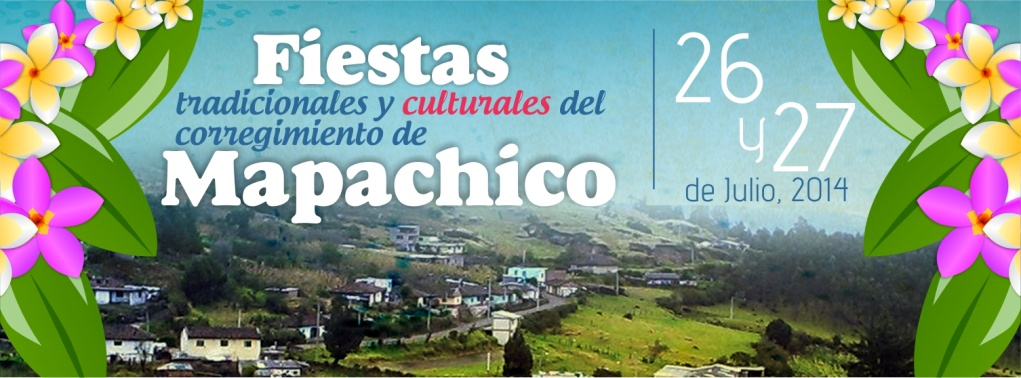 Fiestas
tradicionales y culturales del
corregimiento de
Mapachico
26
y 27
de Julio, 2014